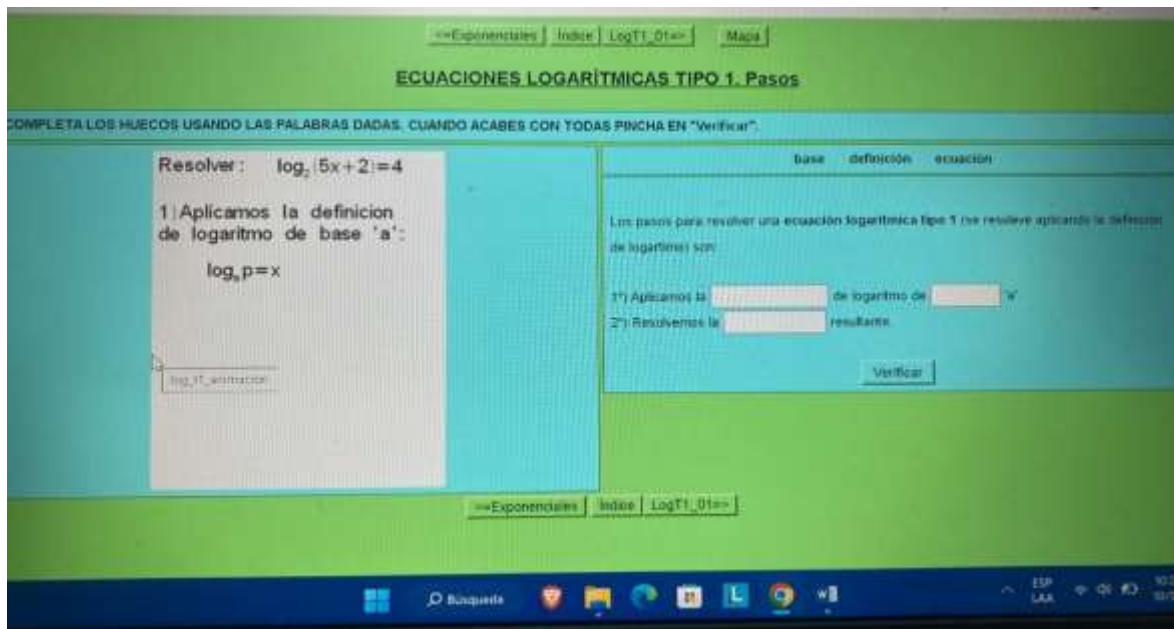 <=Exponenciales Indice LogT1_01=> Mapa
ECUACIONES LOGARÍTMICAS TIPO 1. Pasos
COMPLETA LOS HUECOS USANDO LAS PALABRAS DADAS. CUANDO ACABES CON TODAS PINCHA EN "Verificar".
Resolver: log₂(5x+2)=4
1) Aplicamos la definicion
de logaritmo de base 'a':
logₐp=x
log_t1_animacion
base definición ecuación
Los pasos para resolver una ecuación logarítmica tipo 1 (se resuelve aplicando la definición
de logaritmo) son:
1º) Aplicamos la de logaritmo de 'a'
2º) Resolvemos la resultante.
Verificar
<=Exponenciales Indice LogT1_01=>
Búsqueda
ESP
LAA